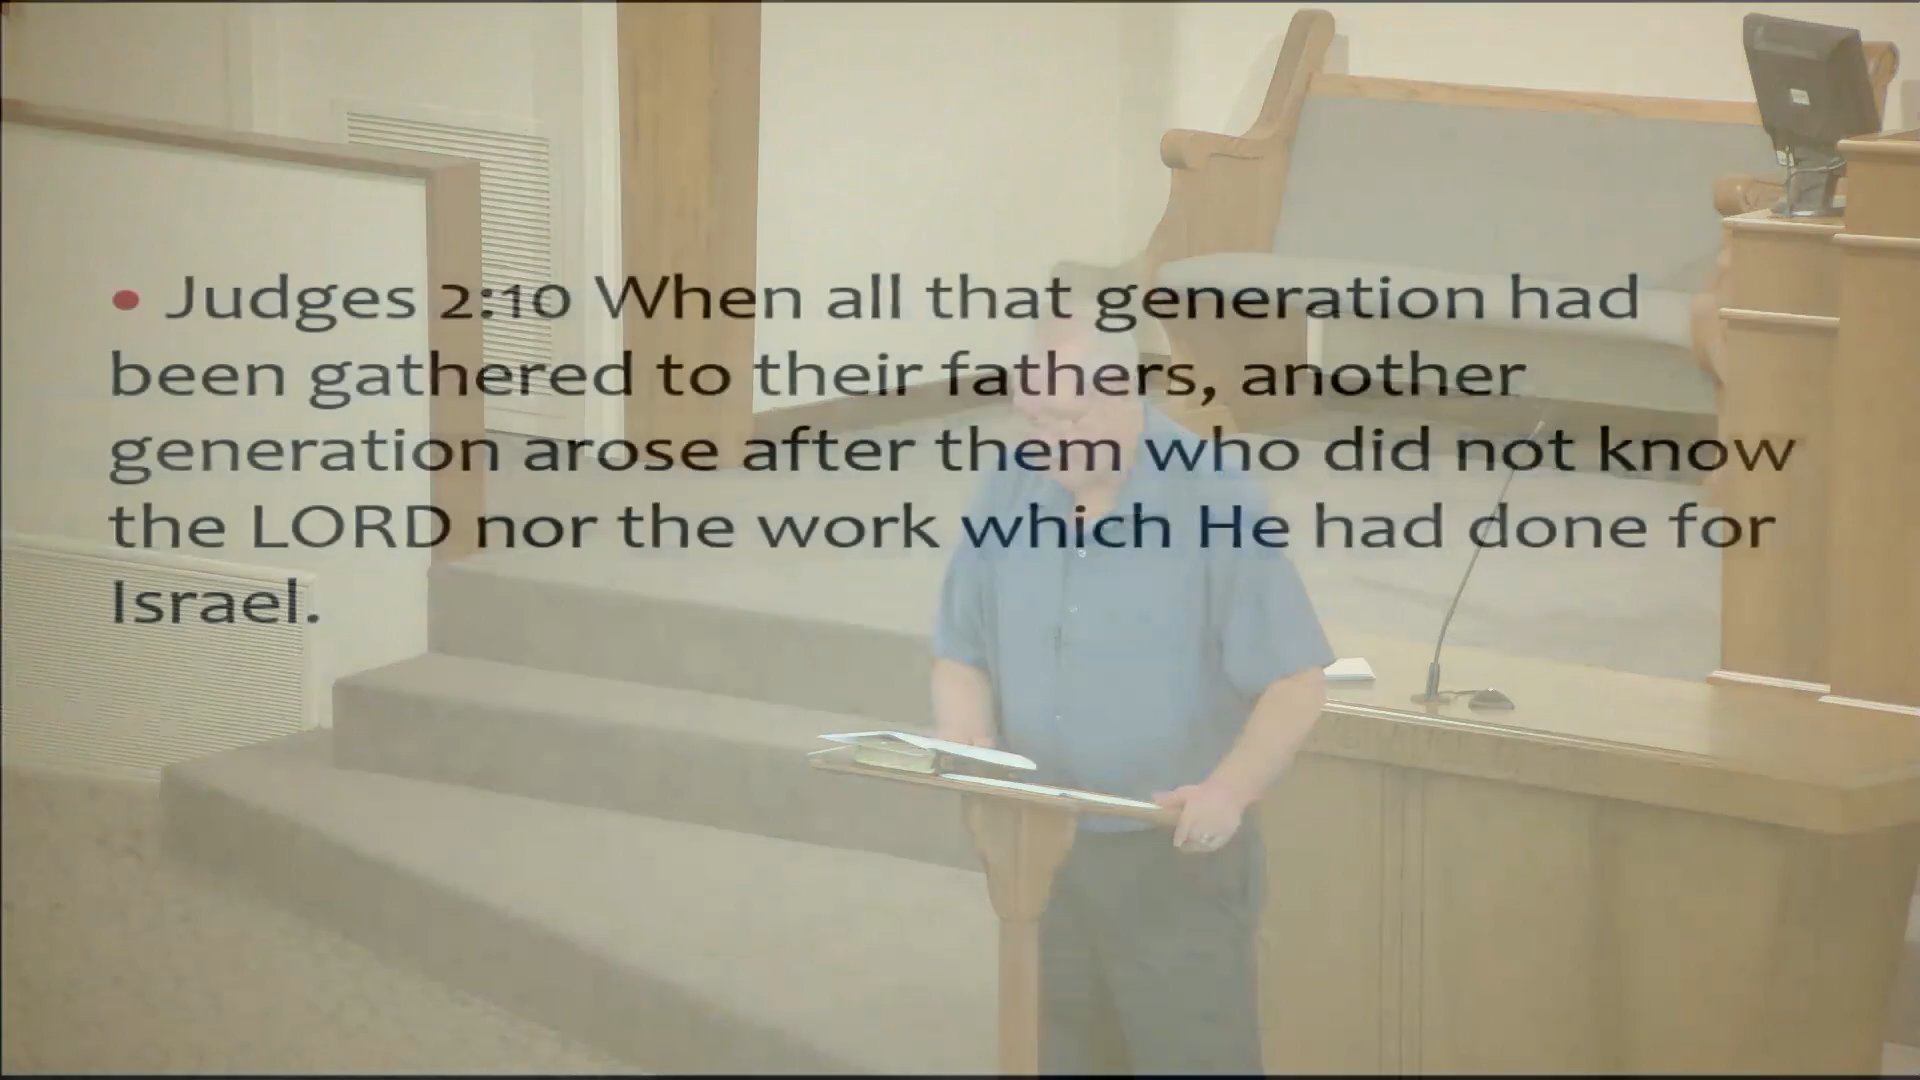 • Judges 2:10 When all that generation had
been gathered to their fathers, another
generation arose after them who did not know
the LORD nor the work which He had done for
Israel.